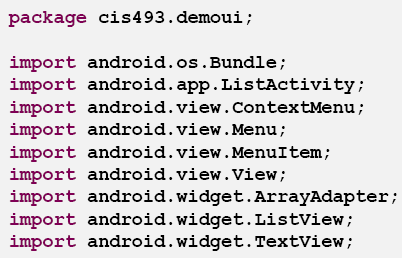 package cis493.demoui;
import android.os.Bundle;
import android.app.ListActivity;
import android.view.ContextMenu;
import android.view.Menu;
import android.view.MenuItem;
import android.view.View;
import android.widget.ArrayAdapter;
import android.widget.ListView;
import android.widget.TextView;